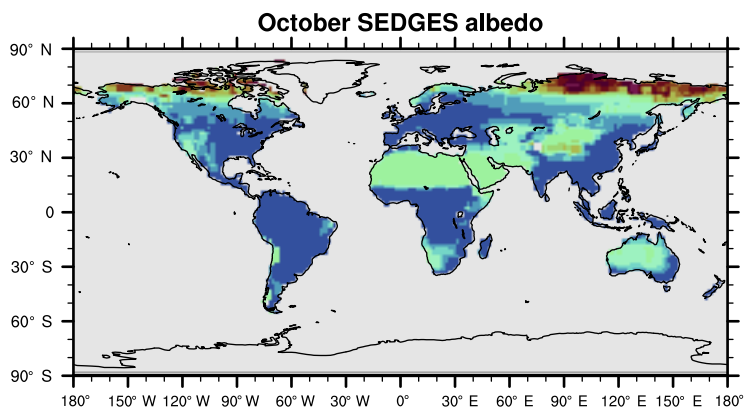 October SEDGES albedo
90° N
60° N
30° N
0
30° S
60° S
90° S
180° 150° W 120° W 90° W 60° W 30° W 0° 30° E 60° E 90° E 120° E 150° E 180°